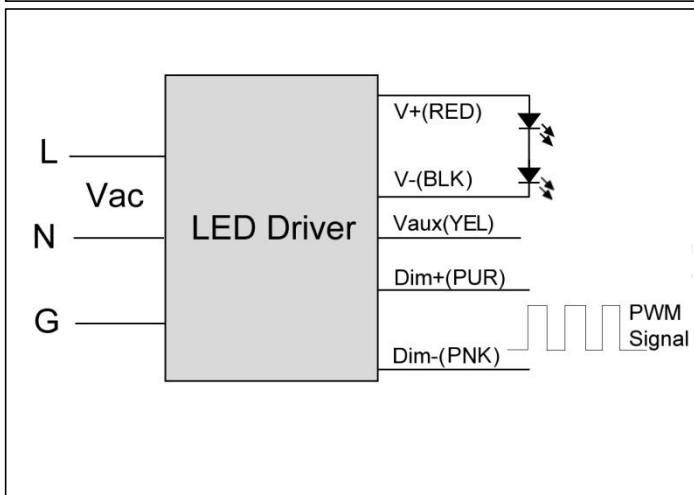 V+(RED)
L
V-(BLK)
Vac
LED Driver
Vaux(YEL)
N
Dim+(PUR)
G
PWM
Signal
Dim-(PNK)